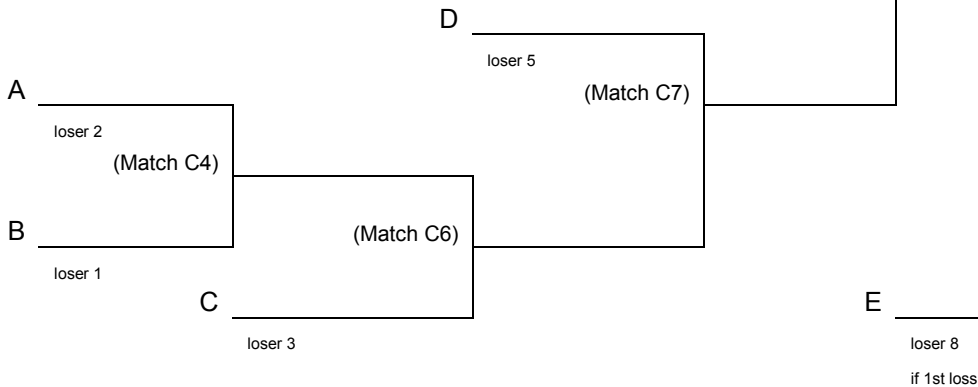 D
loser 5
(Match C7)
A
loser 2
(Match C4)
B
loser 1
(Match C6)
C
loser 3
E
loser 8
if 1st loss